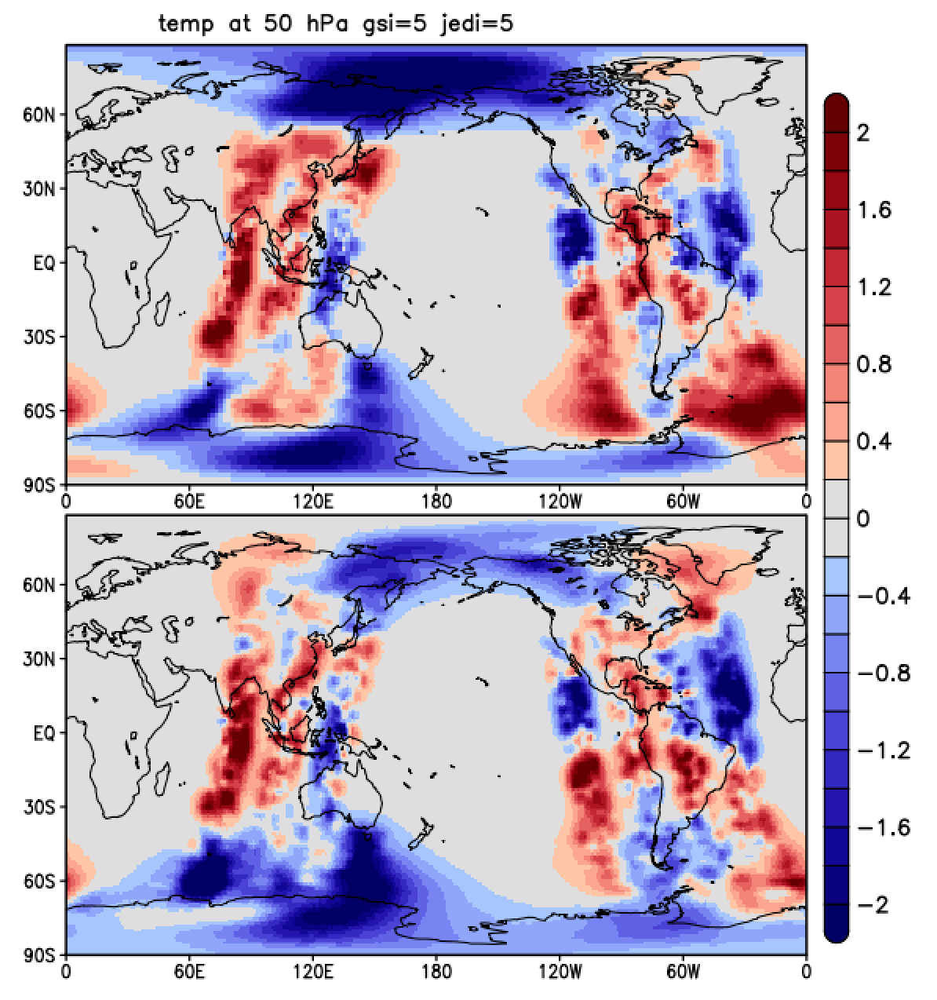 temp at 50 hPa gsi=5 jedi=5
60N
30N
EQ
30S
60S
90S
0 60E 120E 180 120W 60W 0
60N
30N
EQ
30S
60S
90S
0 60E 120E 180 120W 60W 0
2
1.6
1.2
0.8
0.4
0
−0.4
−0.8
−1.2
−1.6
−2